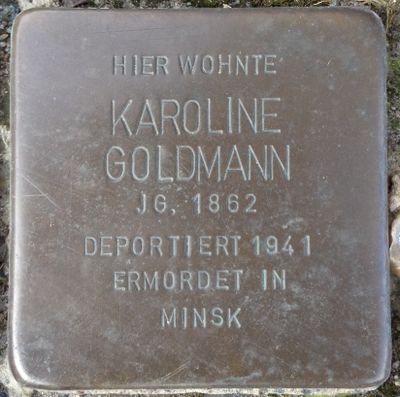 HIER WOHNTE
KAROLINE
GOLDMANN
JG. 1862
DEPORTIERT 1941
ERMORDET IN
MINSK